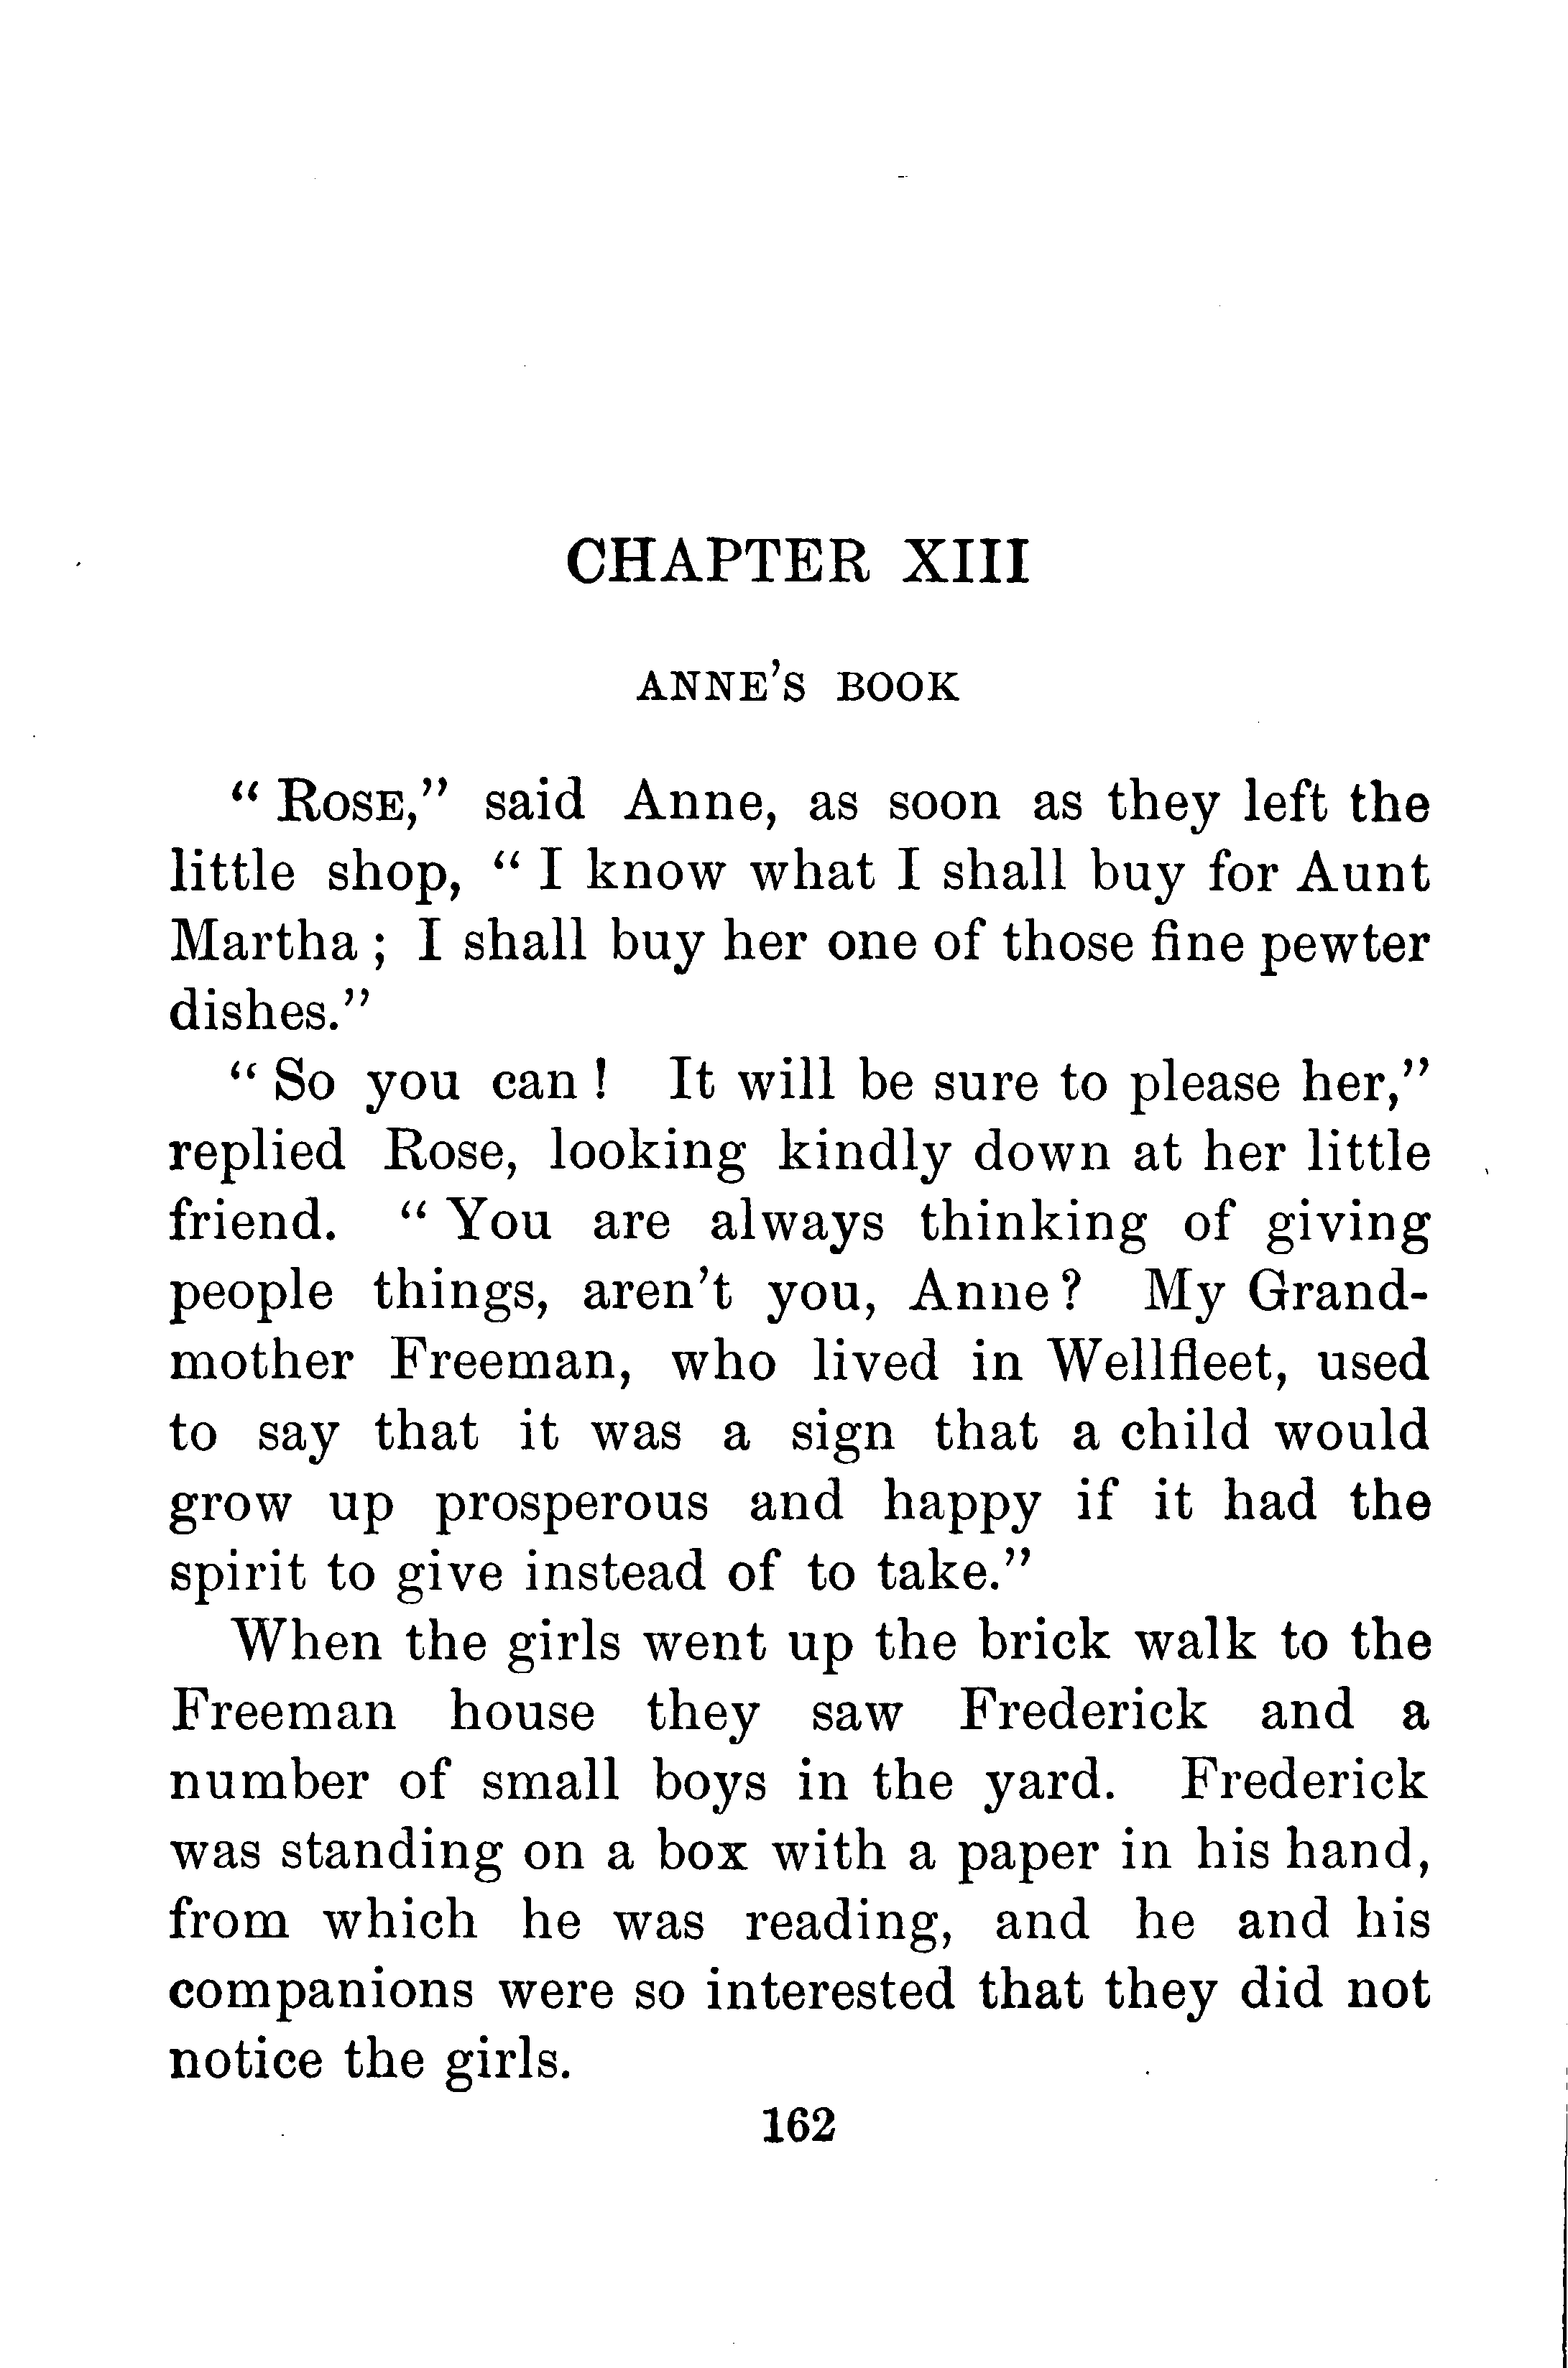 CHAPTER XIII
ANNE'S BOOK
“ ROSE,” said Anne, as soon as they left the
little shop, “ I know what I shall buy for Aunt
Martha ; I shall buy her one of those fine pewter
dishes.”
“ So you can ! It will be sure to please her,”
replied Rose, looking kindly down at her little
friend. “ You are always thinking of giving
people things, aren’t you, Anne ? My Grand-
mother Freeman, who lived in Wellfleet, used
to say that it was a sign that a child would
grow up prosperous and happy if it had the
spirit to give instead of to take.”
When the girls went up the brick walk to the
Freeman house they saw Frederick and a
number of small boys in the yard. Frederick
was standing on a box with a paper in his hand,
from which he was reading, and he and his
companions were so interested that they did not
notice the girls.
162